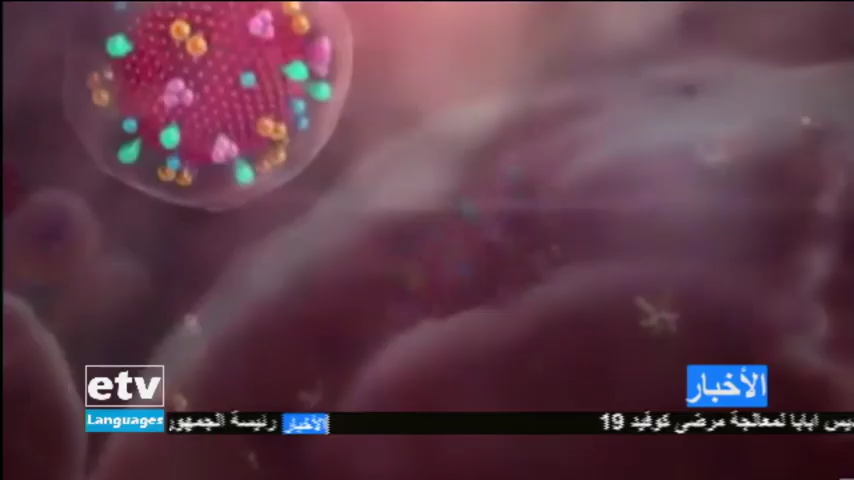 etv
Languages
الأخبار
يس ابابا لمعالجة مرضى كوفيد 19
الأخبار
رئيسة الجمهور